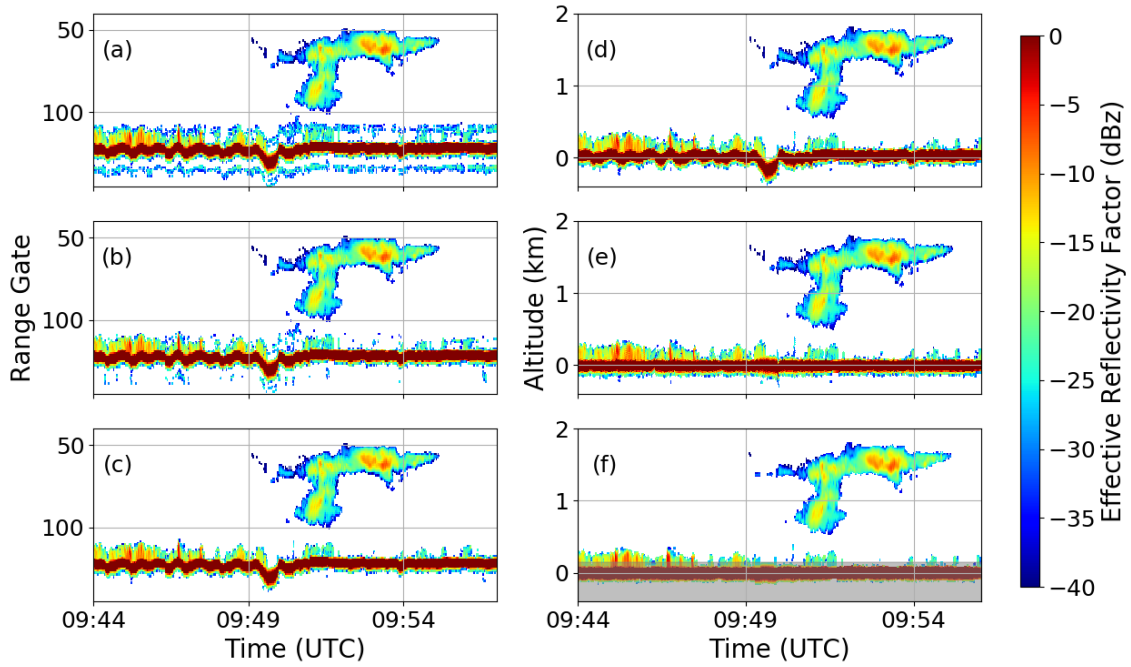 50
(a)
100
50
(b)
100
50
(c)
100
09:44
09:49
09:54
Time (UTC)
Range Gate
2
(d)
1
0
2
(e)
1
0
2
(f)
1
0
09:44
09:49
09:54
Time (UTC)
Altitude (km)
0
−5
−10
−15
−20
−25
−30
−35
−40
Effective Reflectivity Factor (dBz)